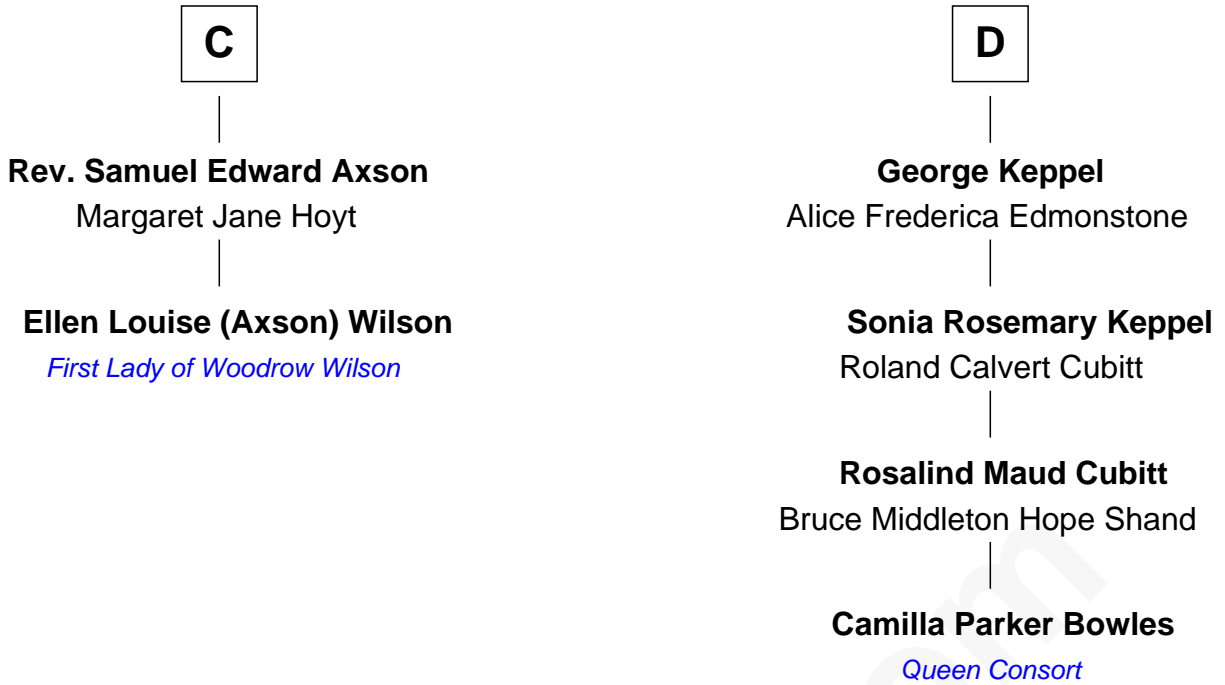 C
Rev. Samuel Edward Axson
Margaret Jane Hoyt
Ellen Louise (Axson) Wilson
First Lady of Woodrow Wilson
D
George Keppel
Alice Frederica Edmonstone
Sonia Rosemary Keppel
Roland Calvert Cubitt
Rosalind Maud Cubitt
Bruce Middleton Hope Shand
Camilla Parker Bowles
Queen Consort